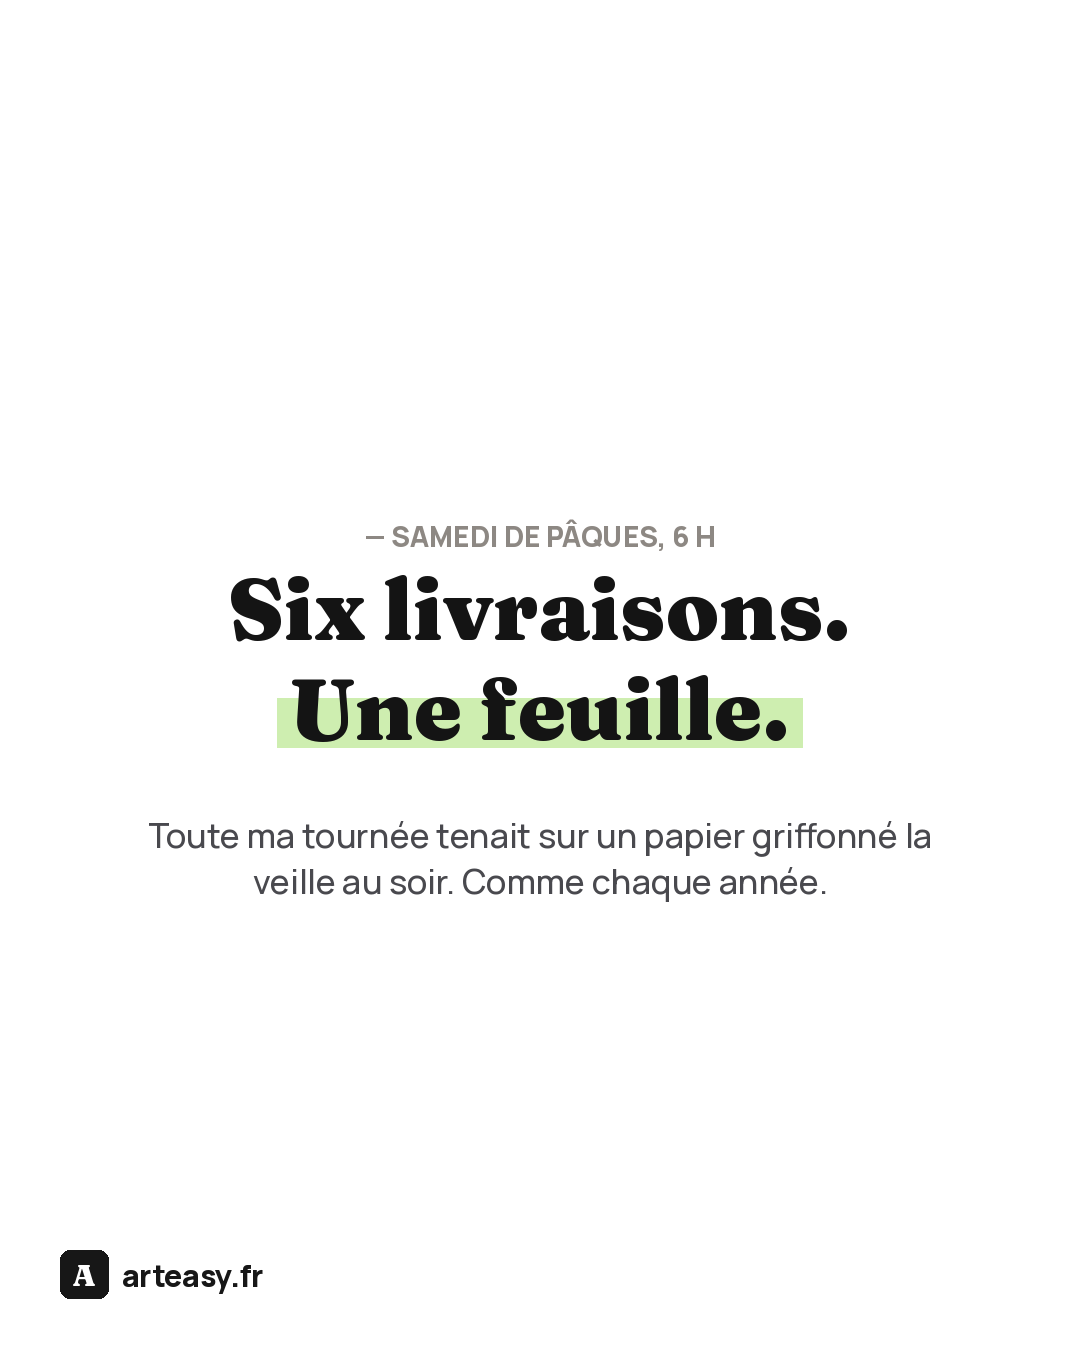 — SAMEDI DE PÂQUES, 6 H
Six livraisons.
Une feuille.
Toute ma tournée tenait sur un papier griffonné la
veille au soir. Comme chaque année.
A arteasy.fr